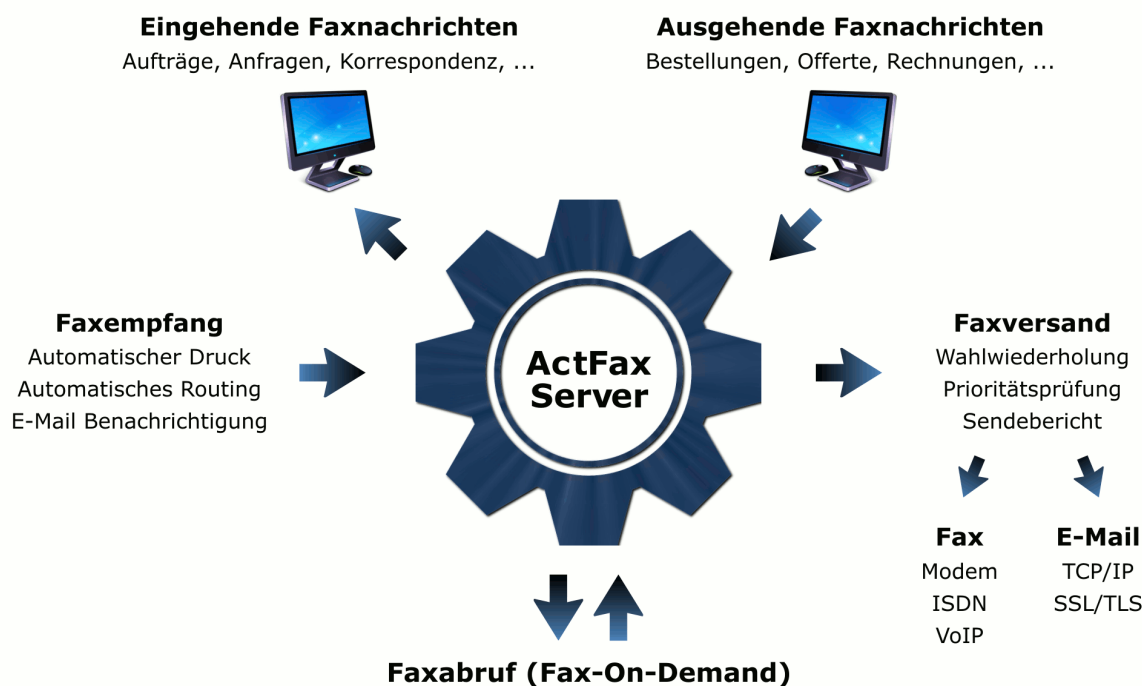 Eingehende Faxnachrichten
Aufträge, Anfragen, Korrespondenz, ...
Ausgehende Faxnachrichten
Bestellungen, Offerte, Rechnungen, ...
Faxempfang
Automatischer Druck
Automatisches Routing
E-Mail Benachrichtigung
ActFax
Server
Faxversand
Wahlwiederholung
Prioritätsprüfung
Sendebericht
Fax
Modem
ISDN
VoIP
E-Mail
TCP/IP
SSL/TLS
Faxabruf (Fax-On-Demand)